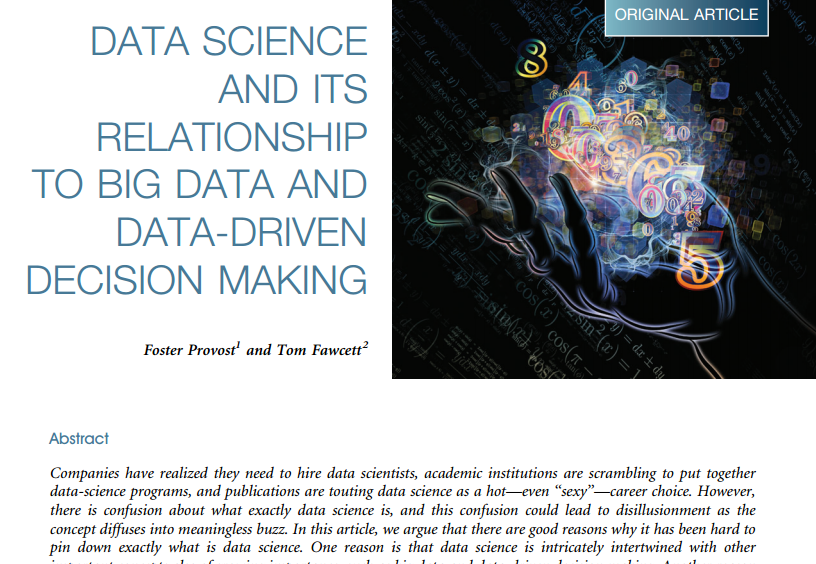 ORIGINAL ARTICLE
DATA SCIENCE
AND ITS
RELATIONSHIP
TO BIG DATA AND
DATA-DRIVEN
DECISION MAKING
Foster Provost1 and Tom Fawcett2
Abstract
Companies have realized they need to hire data scientists, academic institutions are scrambling to put together
data-science programs, and publications are touting data science as a hot—even “sexy”—career choice. However,
there is confusion about what exactly data science is, and this confusion could lead to disillusionment as the
concept diffuses into meaningless buzz. In this article, we argue that there are good reasons why it has been hard to
pin down exactly what is data science. One reason is that data science is intricately intertwined with other